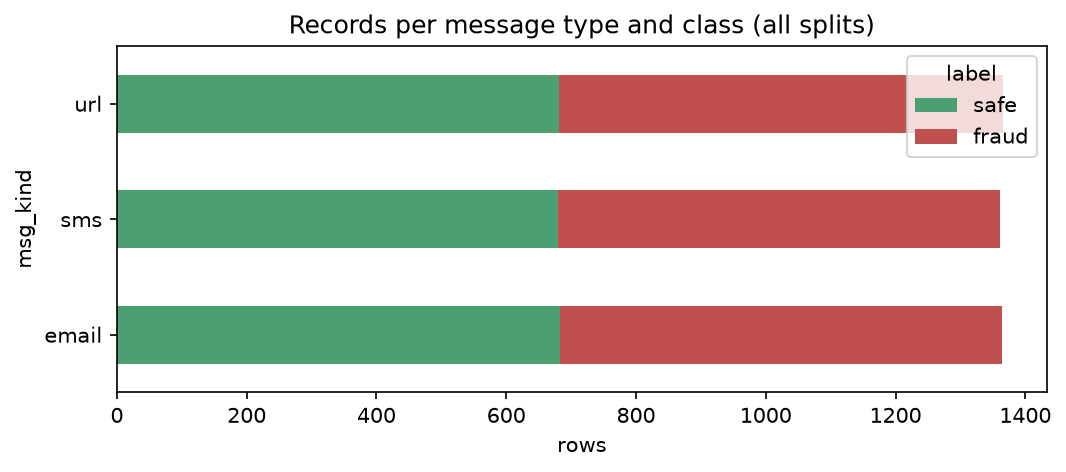 Records per message type and class (all splits)
label
safe
fraud
url
sms
email
msg_kind
0 200 400 600 800 1000 1200 1400
rows